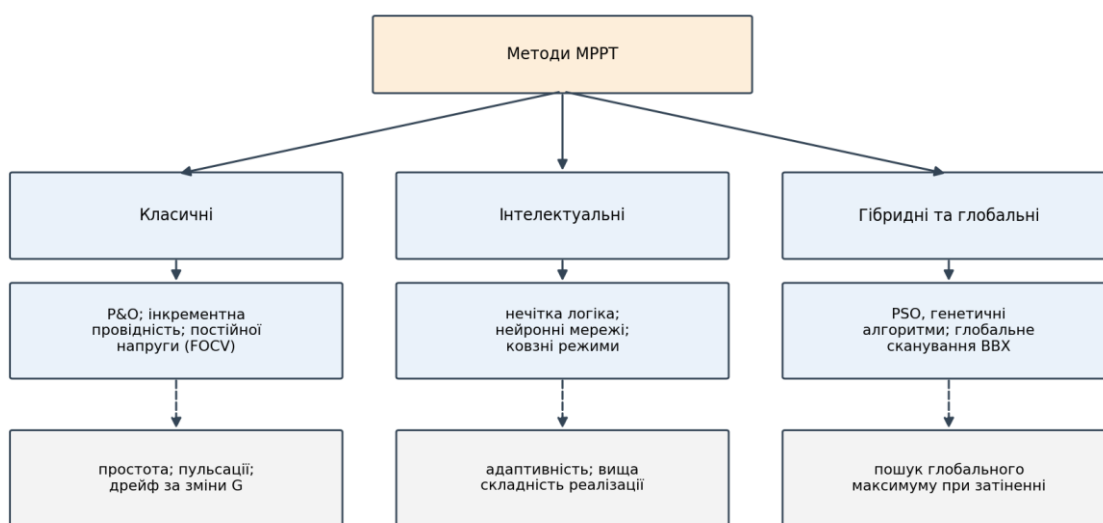 Методи MPPT
Класичні
Інтелектуальні
Гібридні та глобальні
P&O; інкрементна
провідність; постійної
напруги (FOCV)
нечітка логіка;
нейронні мережі;
ковзні режими
PSO, генетичні
алгоритми; глобальне
сканування ВВХ
простота; пульсації;
дрейф за зміни G
адаптивність; вища
складність реалізації
пошук глобального
максимуму при затіненні